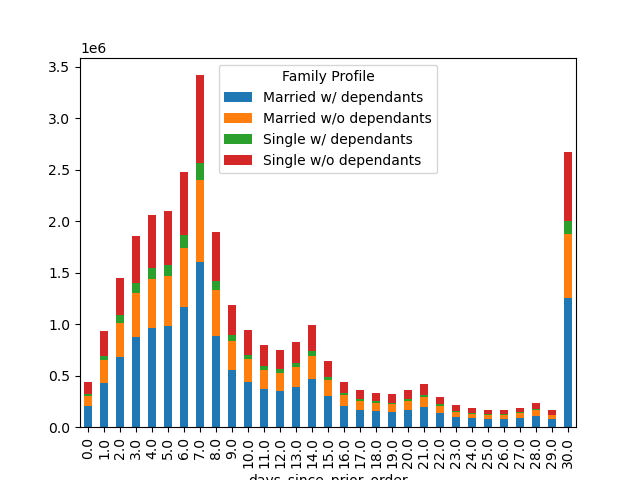 1e6
3.5
3.0
2.5
2.0
1.5
1.0
0.5
0.0
Family Profile
Married w/ dependants
Married w/o dependants
Single w/ dependants
Single w/o dependants
0.0 1.0 2.0 3.0 4.0 5.0 6.0 7.0 8.0 9.0 10.0 11.0 12.0 13.0 14.0 15.0 16.0 17.0 18.0 19.0 20.0 21.0 22.0 23.0 24.0 25.0 26.0 27.0 28.0 29.0 30.0
days_since_prior_order